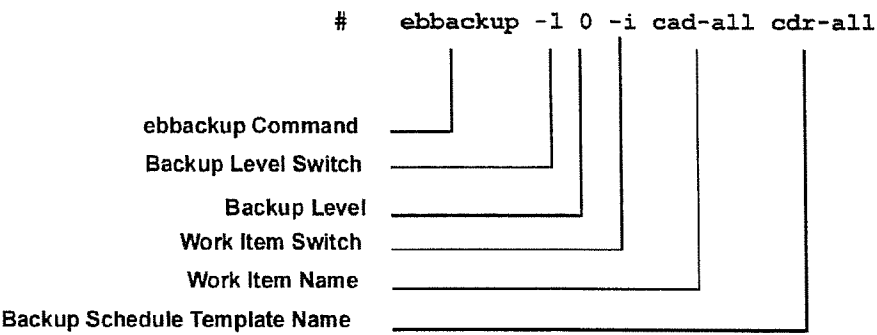 # ebbackup -1 0 -i cad-all cdr-all
ebbackup Command
Backup Level Switch
Backup Level
Work Item Switch
Work Item Name
Backup Schedule Template Name